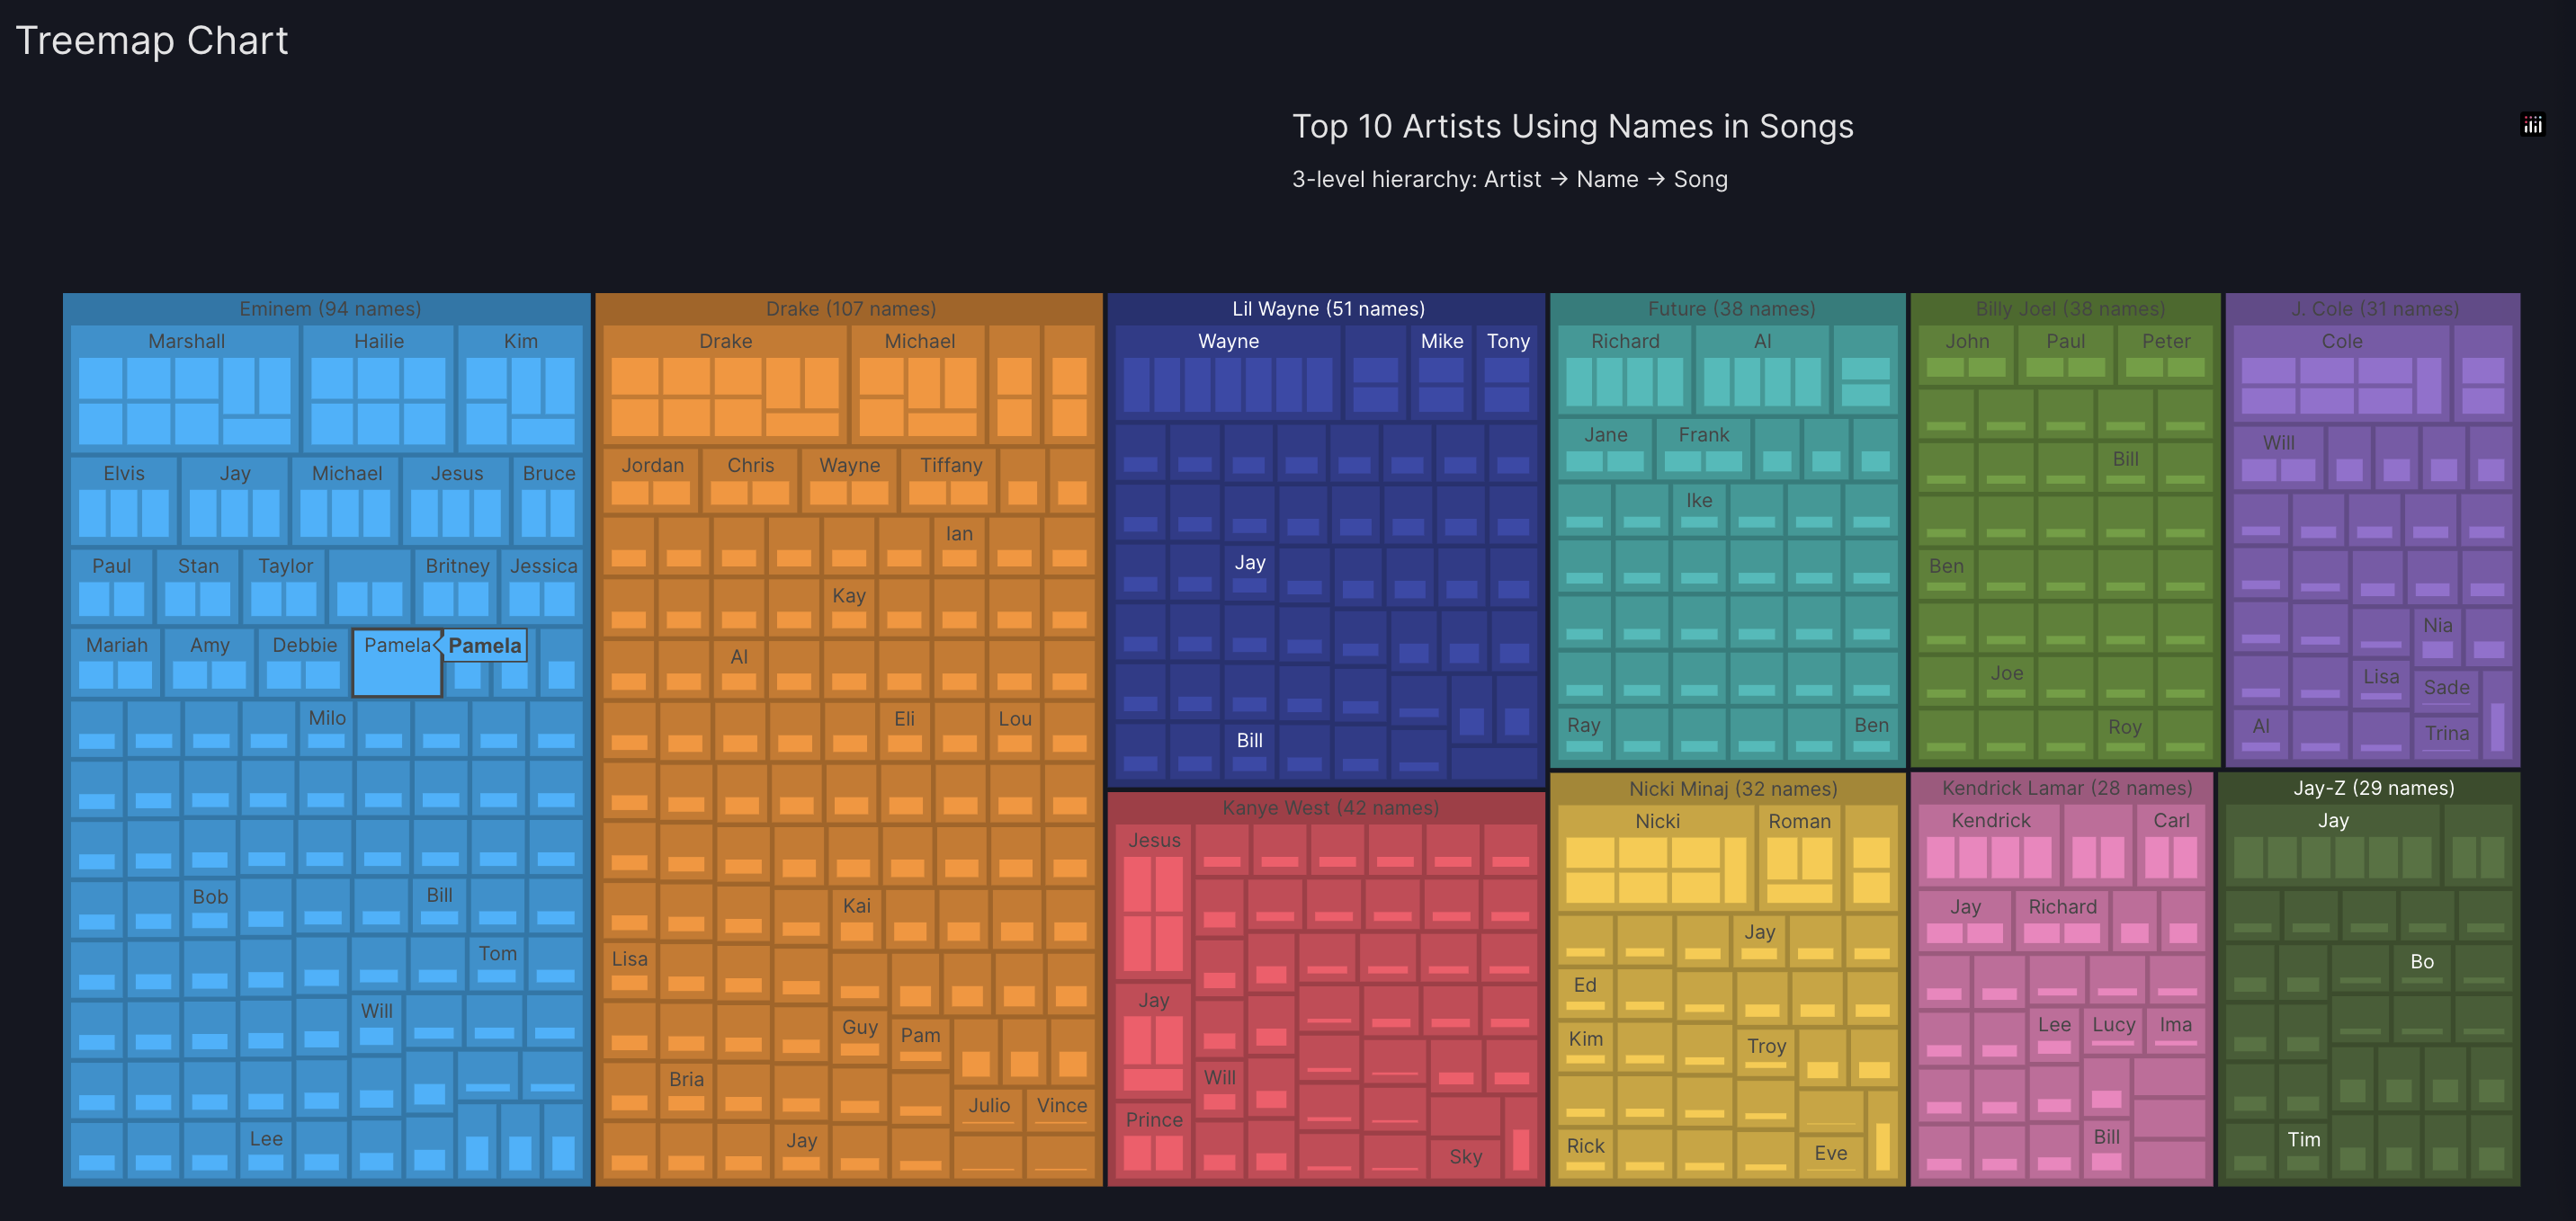 Treemap Chart
Top 10 Artists Using Names in Songs
3-level hierarchy: Artist → Name → Song
Eminem (94 names)
Marshall
Hailie
Kim
Elvis
Jay
Michael
Jesus
Bruce
Paul
Stan
Taylor
Britney
Jessica
Mariah
Amy
Debbie
Pamela
Pamela
Milo
Bob
Bill
Tom
Will
Lee
Drake (107 names)
Drake
Michael
Jordan
Chris
Wayne
Tiffany
Ian
Kay
Al
Eli
Lou
Kai
Lisa
Guy
Pam
Bria
Julio
Vince
Jay
Lil Wayne (51 names)
Wayne
Mike
Tony
Jay
Bill
Kanye West (42 names)
Jesus
Jay
Will
Prince
Sky
Future (38 names)
Richard
Al
Jane
Frank
Ike
Ray
Ben
Nicki Minaj (32 names)
Nicki
Roman
Jay
Ed
Kim
Troy
Rick
Eve
Billy Joel (38 names)
John
Paul
Peter
Bill
Ben
Joe
Roy
J. Cole (31 names)
Cole
Will
Nia
Lisa
Sade
Al
Trina
Kendrick Lamar (28 names)
Kendrick
Carl
Jay
Richard
Lee
Lucy
Ima
Bill
Jay-Z (29 names)
Jay
Bo
Tim